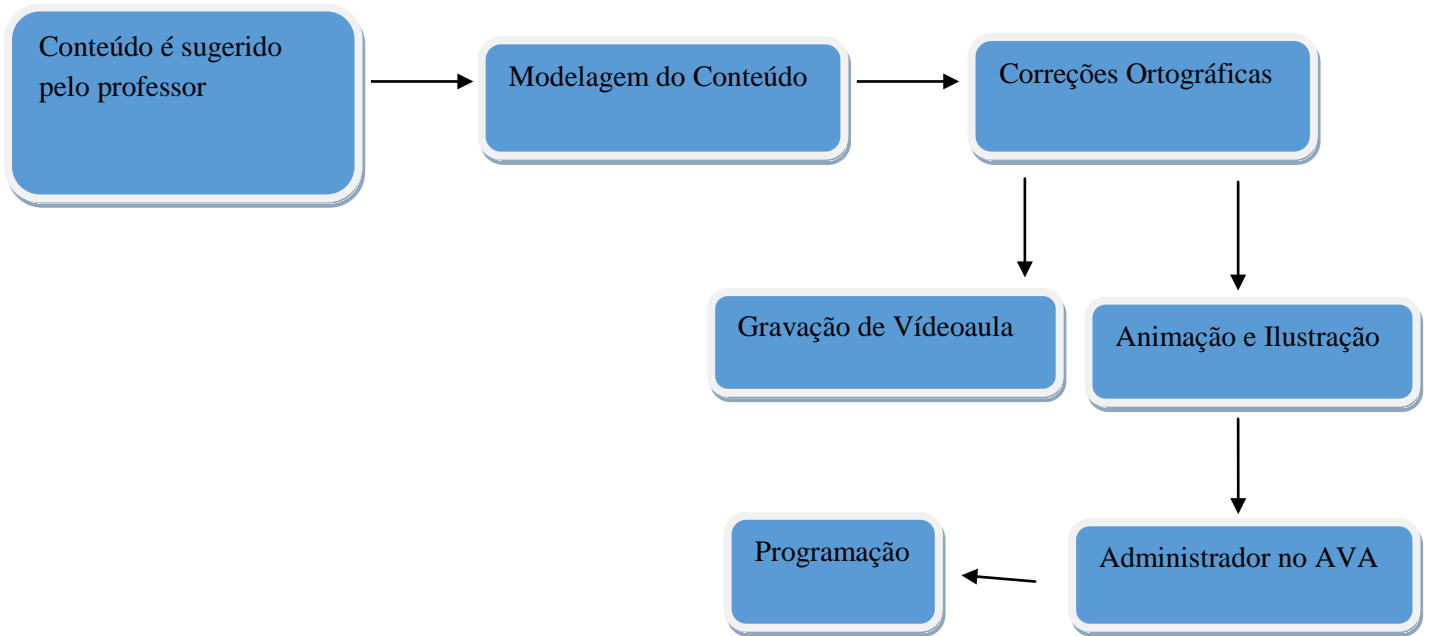 Conteúdo é sugerido
pelo professor
Modelagem do Conteúdo
Correções Ortográficas
Gravação de Vídeoaula
Animação e Ilustração
Programação
Administrador no AVA